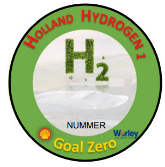 HOLLAND HYDROGEN 1
H2
NUMMER
Worley
Goal Zero